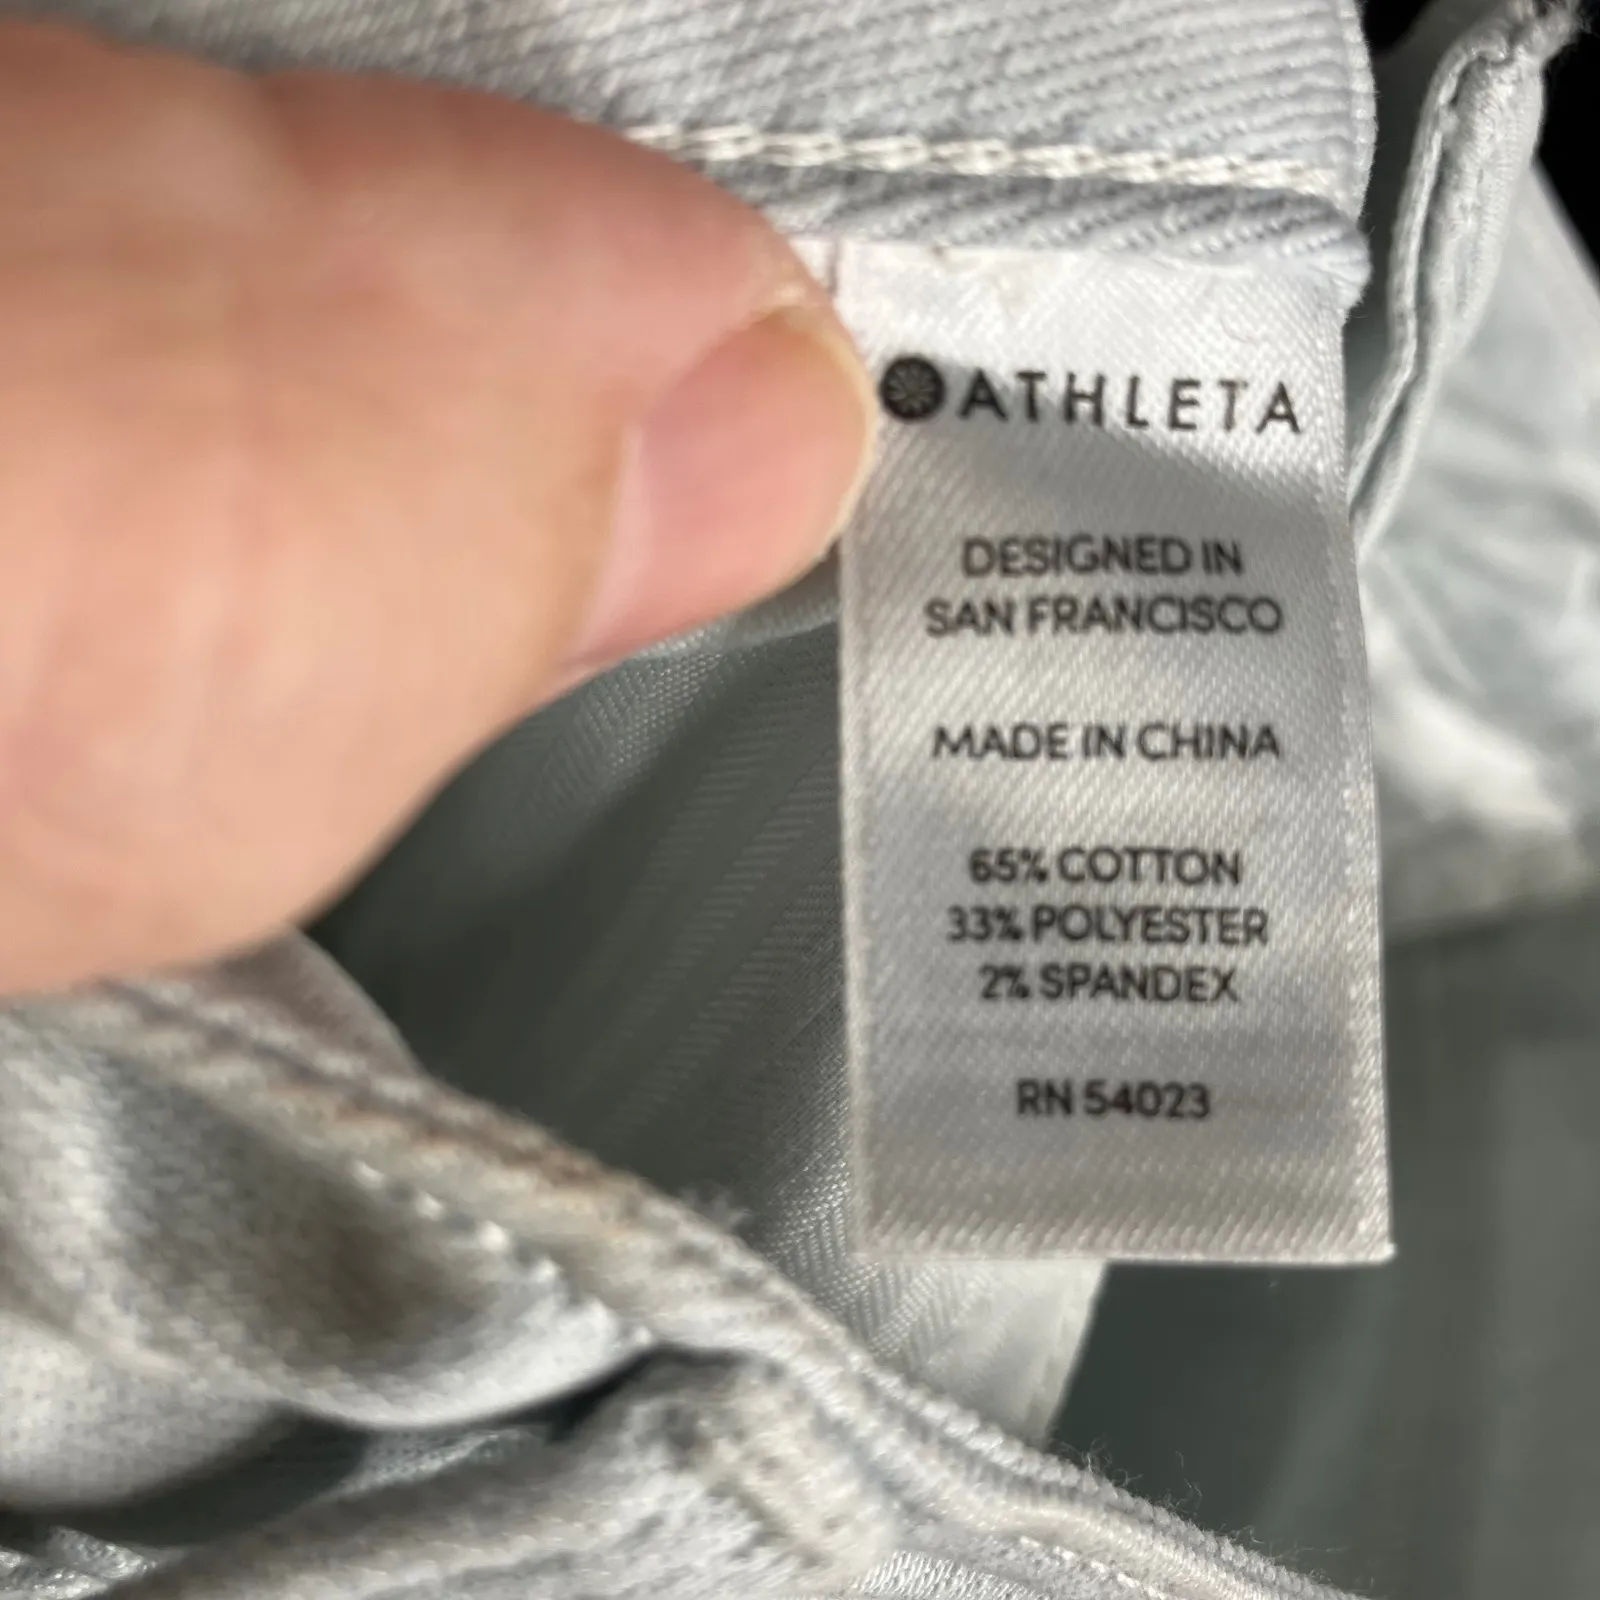 ATHLETA
DESIGNED IN
SAN FRANCISCO
MADE IN CHINA
65% COTTON
33% POLYESTER
2% SPANDEX
RN 54023